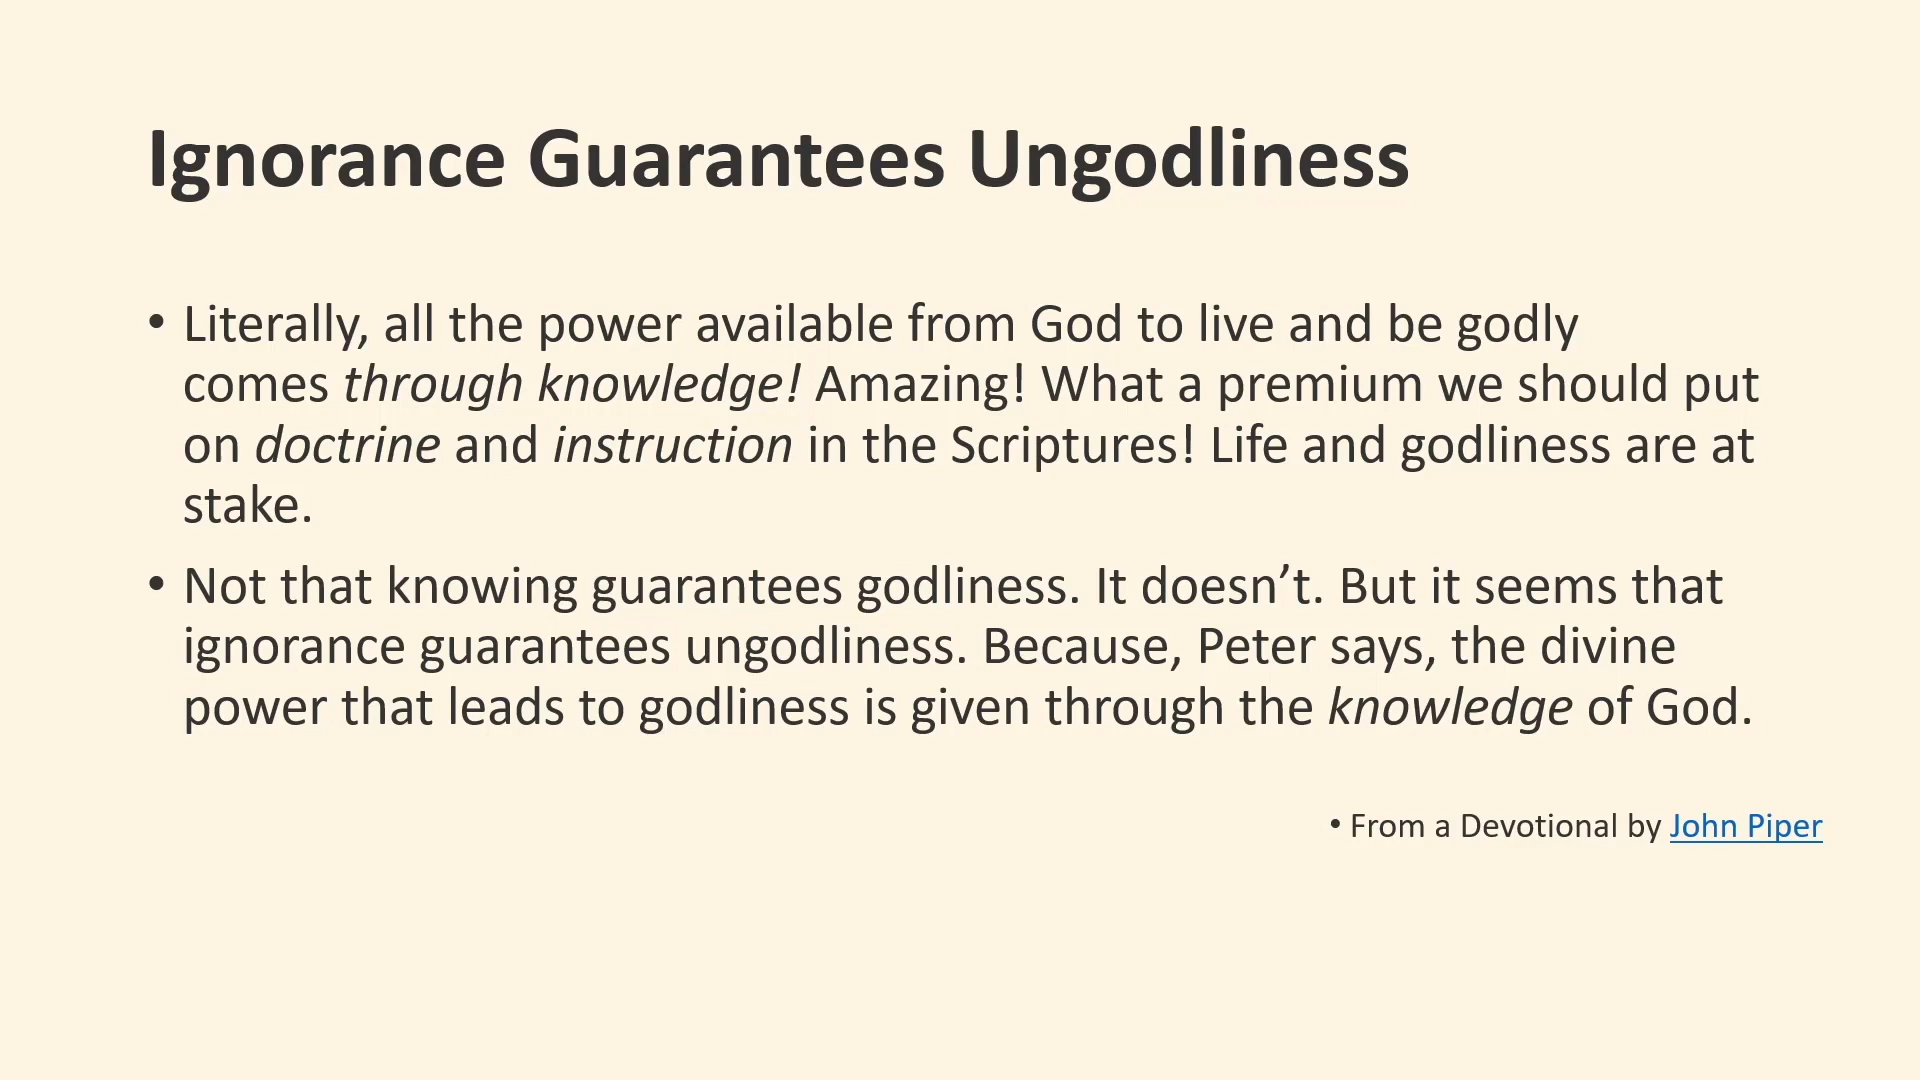 Ignorance Guarantees Ungodliness
• Literally, all the power available from God to live and be godly
comes through knowledge! Amazing! What a premium we should put
on doctrine and instruction in the Scriptures! Life and godliness are at
stake.
• Not that knowing guarantees godliness. It doesn’t. But it seems that
ignorance guarantees ungodliness. Because, Peter says, the divine
power that leads to godliness is given through the knowledge of God.
• From a Devotional by John Piper